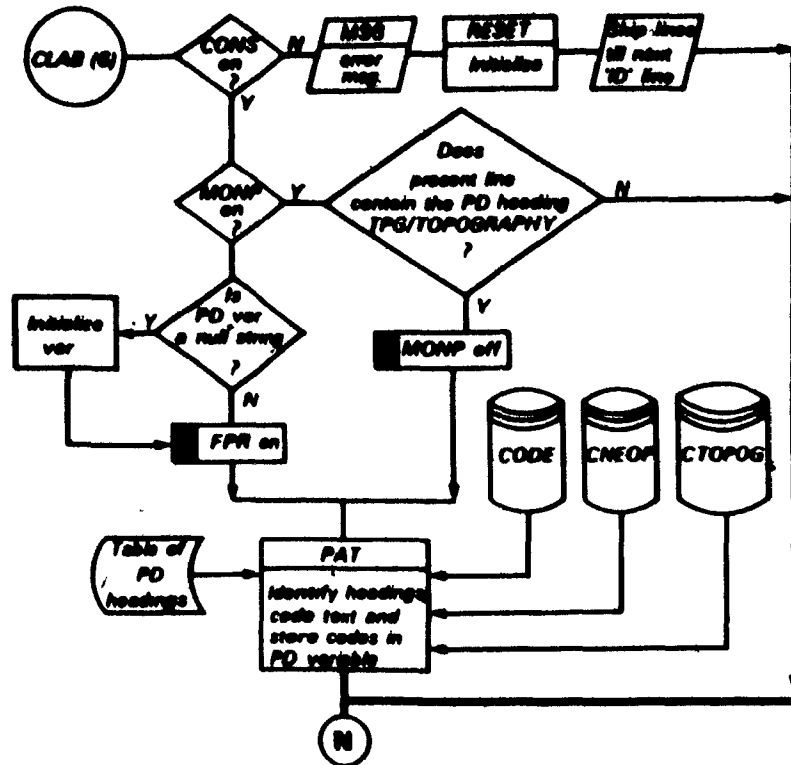 CLAB (6)
CONS
on
?
N
Y
MSG
error
msg.
RESET
Initialise
Skip lines
till next
'ID' line
MONP
on
?
Y
Does
present line
contain the PD heading
TPG/TOPOGRAPHY
?
N
Y
Is
PD var
a null string
?
Y
N
Initialise
var
MONP off
FPR on
CODE
CNEOP
CTOPOG
Table of
PD
headings
PAT
Identify headings
code text and
store codes in
PD variable
N